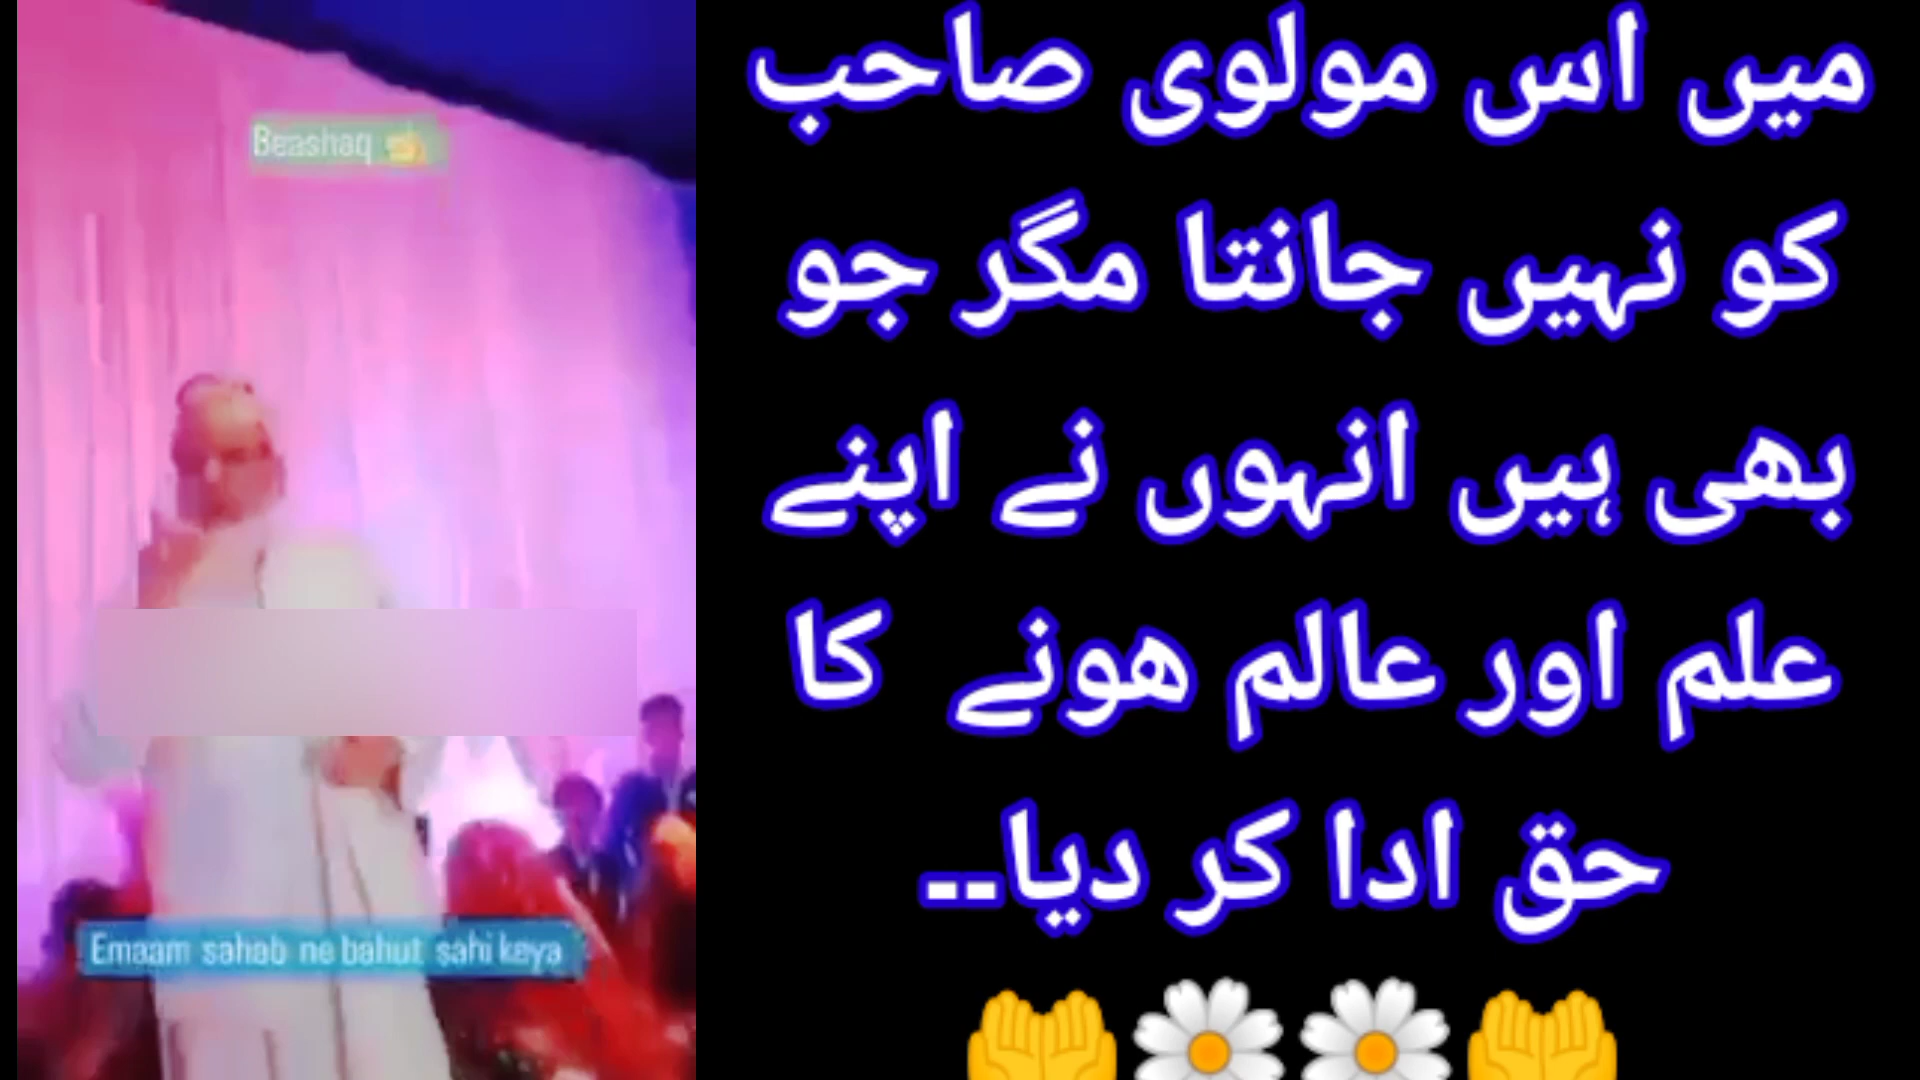 Beashaq 👍
Emaam sahab ne bahut sahi keya
میں اس مولوی صاحب
کو نہیں جانتا مگر جو
بھی ہیں انہوں نے اپنے
علم اور عالم ھونے کا
حق ادا کر دیا--
🤲🌼🌼🤲